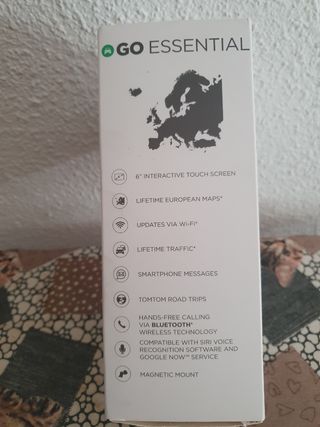 GO ESSENTIAL
6" INTERACTIVE TOUCH SCREEN
LIFETIME EUROPEAN MAPS*
UPDATES VIA Wi-Fi*
LIFETIME TRAFFIC*
SMARTPHONE MESSAGES
TOMTOM ROAD TRIPS
HANDS-FREE CALLING
VIA BLUETOOTH®
WIRELESS TECHNOLOGY
COMPATIBLE WITH SIRI VOICE
RECOGNITION SOFTWARE AND
GOOGLE NOW™ SERVICE
MAGNETIC MOUNT